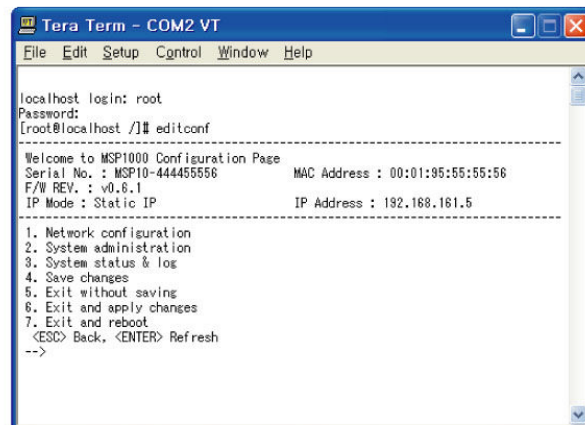 Tera Term - COM2 VT
File Edit Setup Control Window Help
localhost login: root
Password:
[root@localhost /]# editconf
--------------------------------------------------------------------------------
Welcome to MSP1000 Configuration Page
Serial No. : MSP10-444455556 MAC Address : 00:01:95:55:55:56
F/W REV. : v0.6.1
IP Mode : Static IP IP Address : 192.168.161.5
--------------------------------------------------------------------------------
1. Network configuration
2. System administration
3. System status & log
4. Save changes
5. Exit without saving
6. Exit and apply changes
7. Exit and reboot
<ESC> Back, <ENTER> Refresh
-->